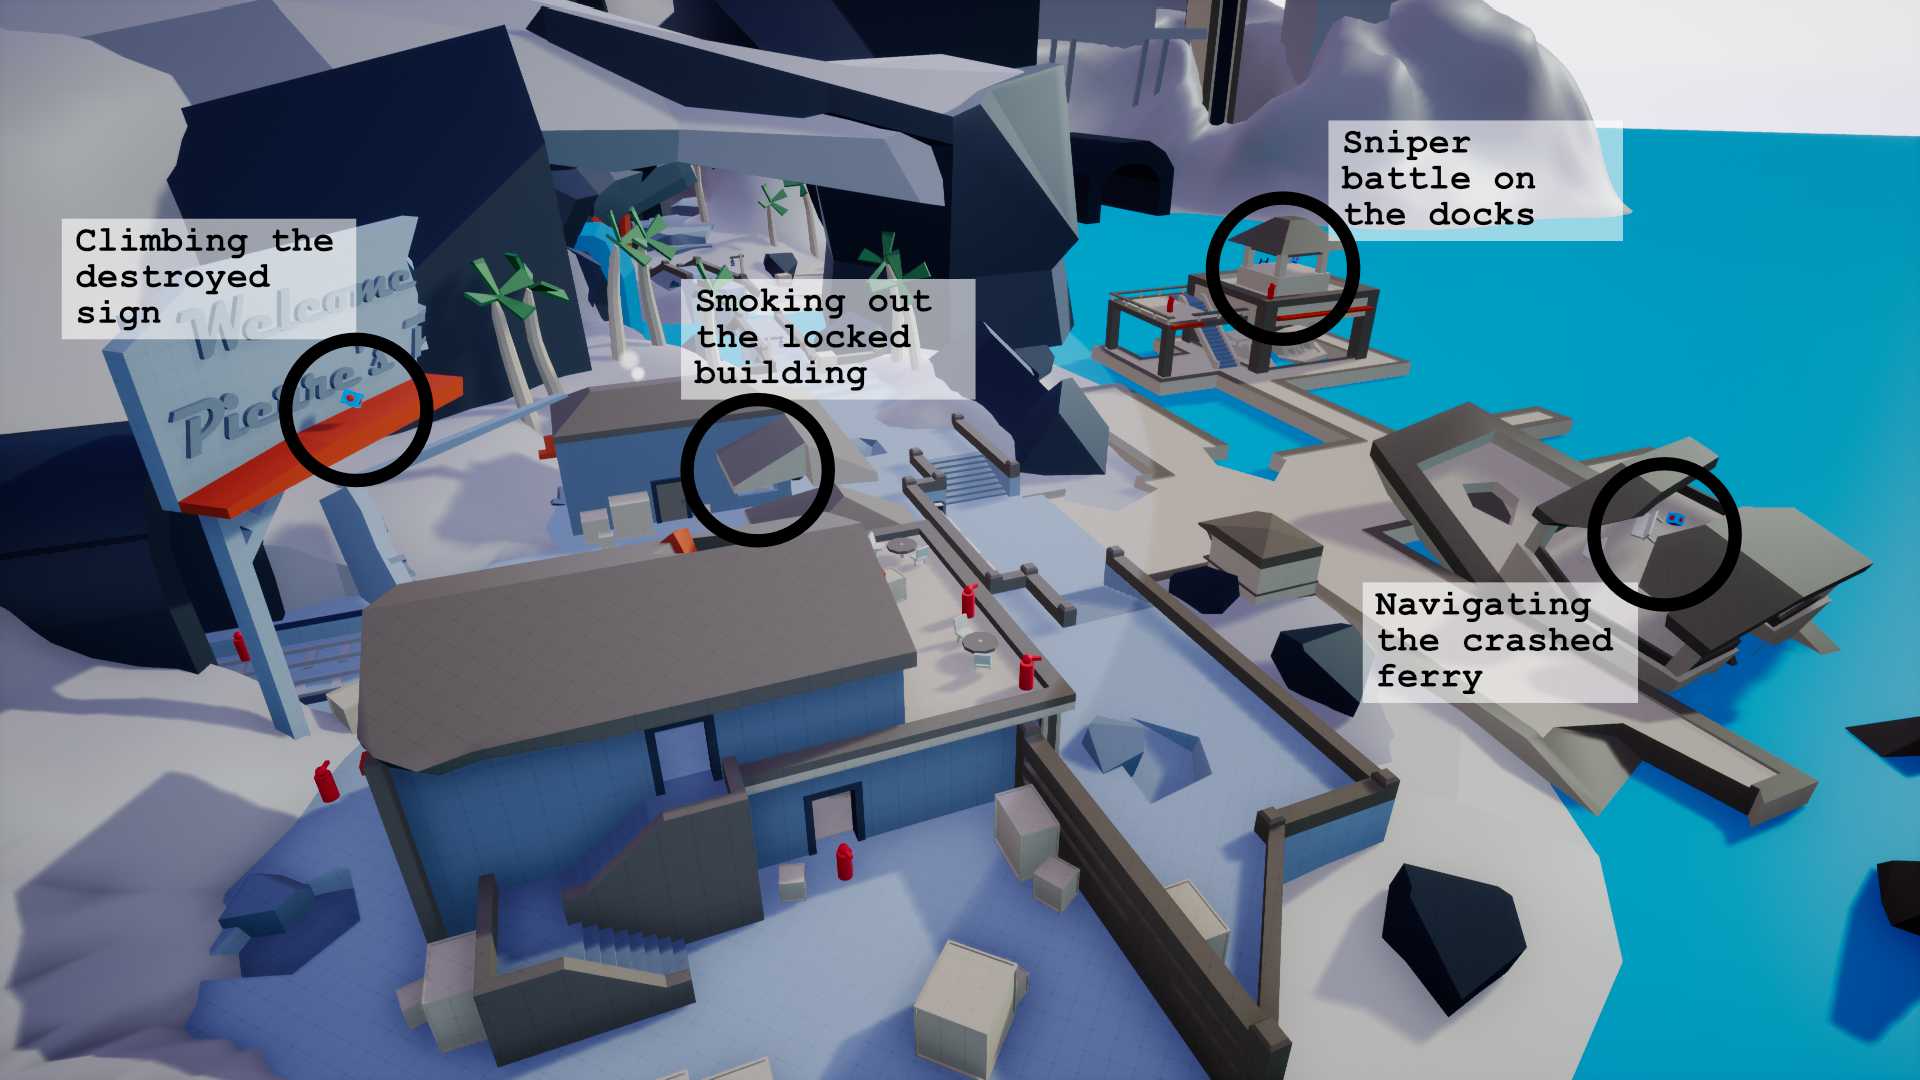 Climbing the
destroyed
sign
Welcome
Pierre's
Smoking out
the locked
building
Sniper
battle on
the docks
Navigating
the crashed
ferry